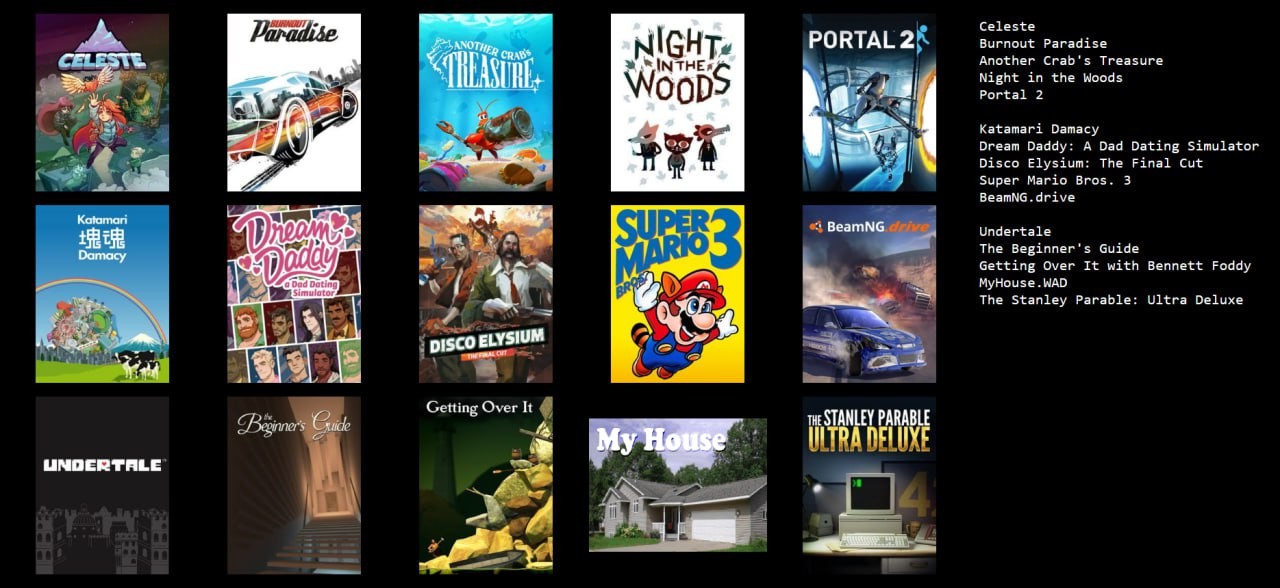 CELESTE
BURNOUT
Paradise
ANOTHER CRAB'S
TREASURE
NIGHT
IN THE
WOODS
PORTAL 2
Celeste
Burnout Paradise
Another Crab's Treasure
Night in the Woods
Portal 2
Katamari
塊魂
Damacy
Dream
Daddy
a Dad Dating
Simulator
DISCO ELYSIUM
THE FINAL CUT
SUPER
MARIO
BROS. 3
BeamNG.drive
Katamari Damacy
Dream Daddy: A Dad Dating Simulator
Disco Elysium: The Final Cut
Super Mario Bros. 3
BeamNG.drive
UNDERTALE
the
Beginner's Guide
Getting Over It
My House
THE STANLEY PARABLE
ULTRA DELUXE
4
Undertale
The Beginner's Guide
Getting Over It with Bennett Foddy
MyHouse.WAD
The Stanley Parable: Ultra Deluxe